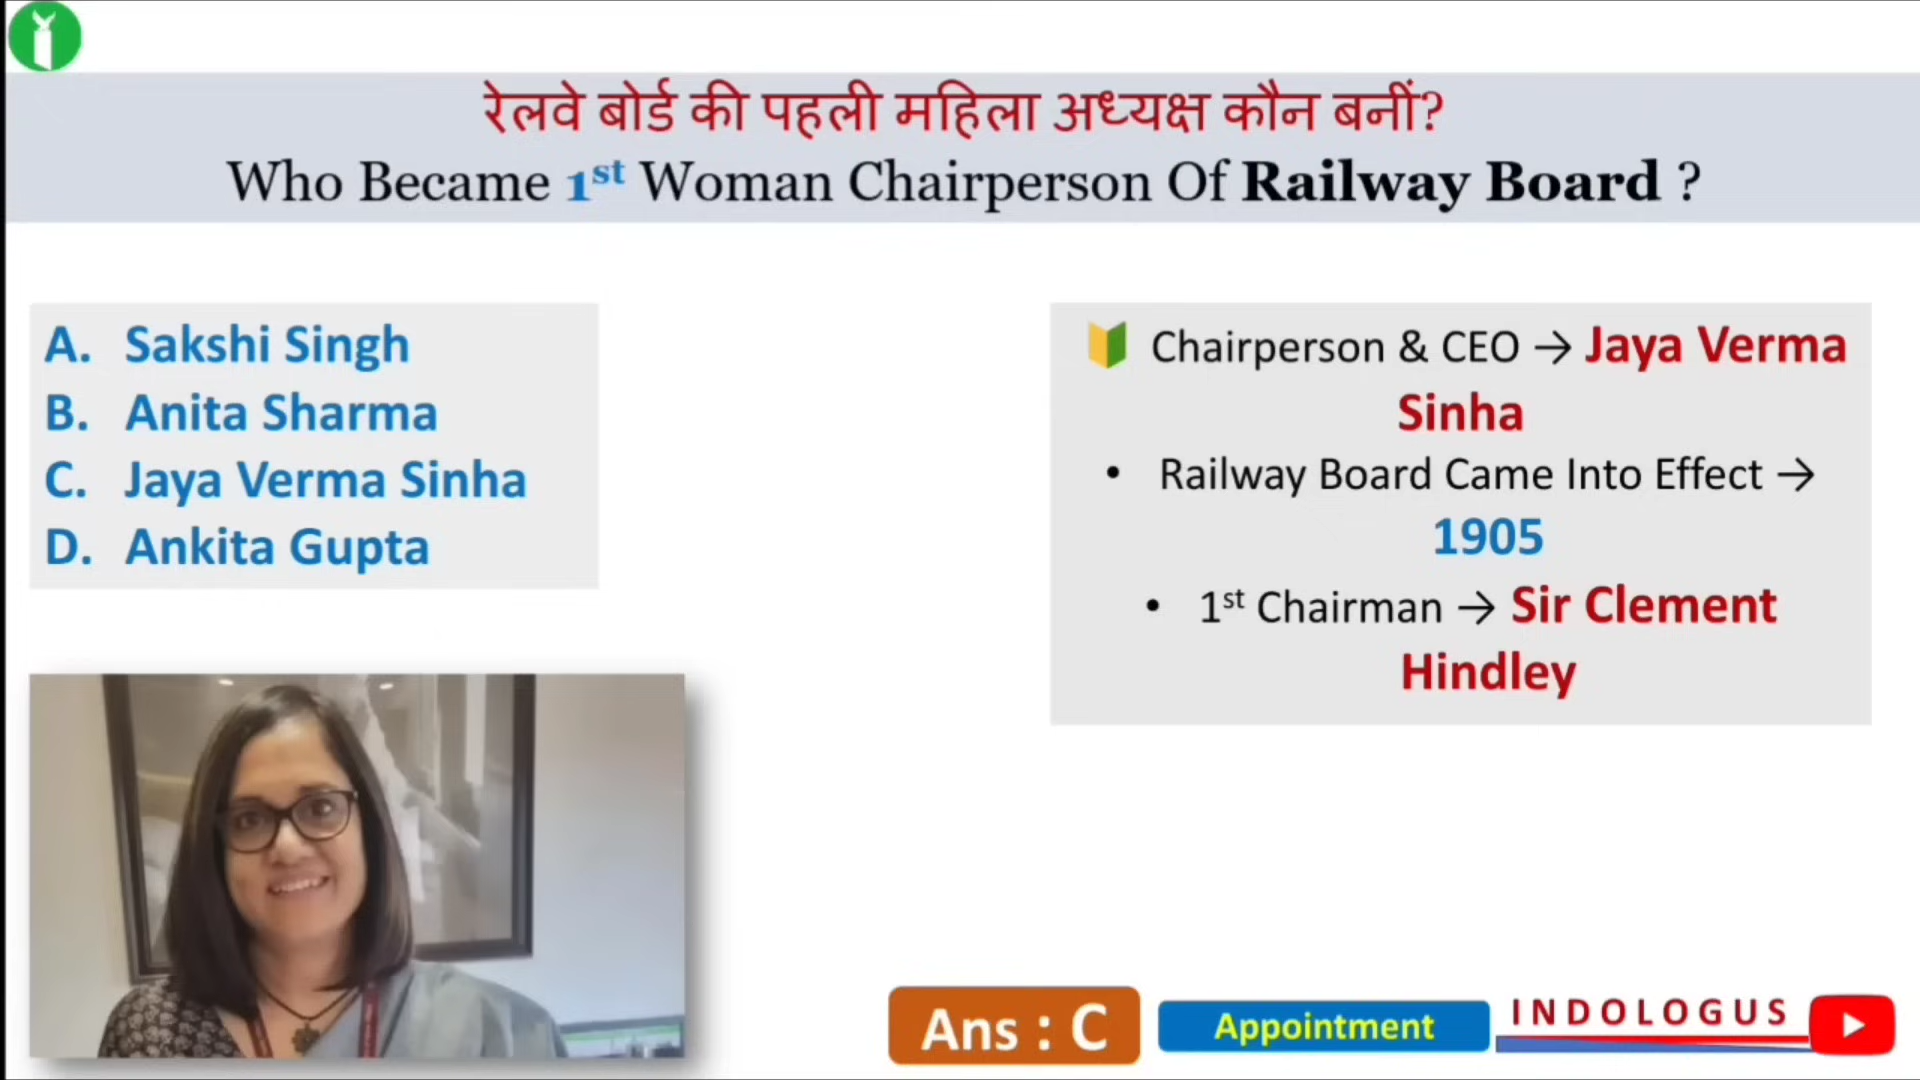 रेलवे बोर्ड की पहली महिला अध्यक्ष कौन बनीं?
Who Became 1st Woman Chairperson Of Railway Board ?
A. Sakshi Singh
B. Anita Sharma
C. Jaya Verma Sinha
D. Ankita Gupta
Chairperson & CEO → Jaya Verma
Sinha
• Railway Board Came Into Effect →
1905
• 1st Chairman → Sir Clement
Hindley
Ans : C
Appointment
INDOLOGUS